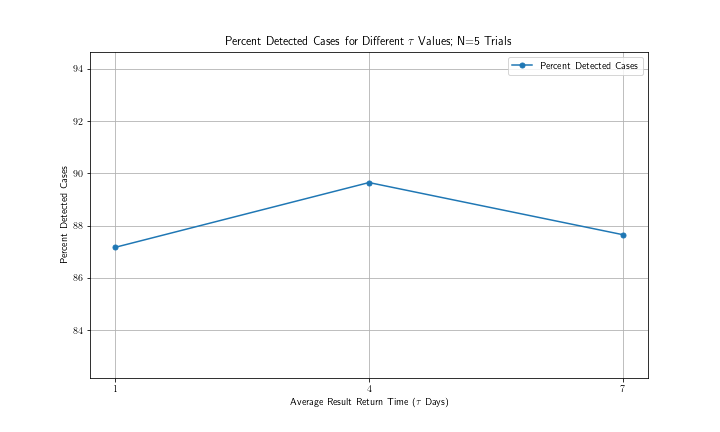 Percent Detected Cases for Different τ Values; N=5 Trials
Percent Detected Cases
94
92
90
88
86
84
Percent Detected Cases
1
4
7
Average Result Return Time (τ Days)